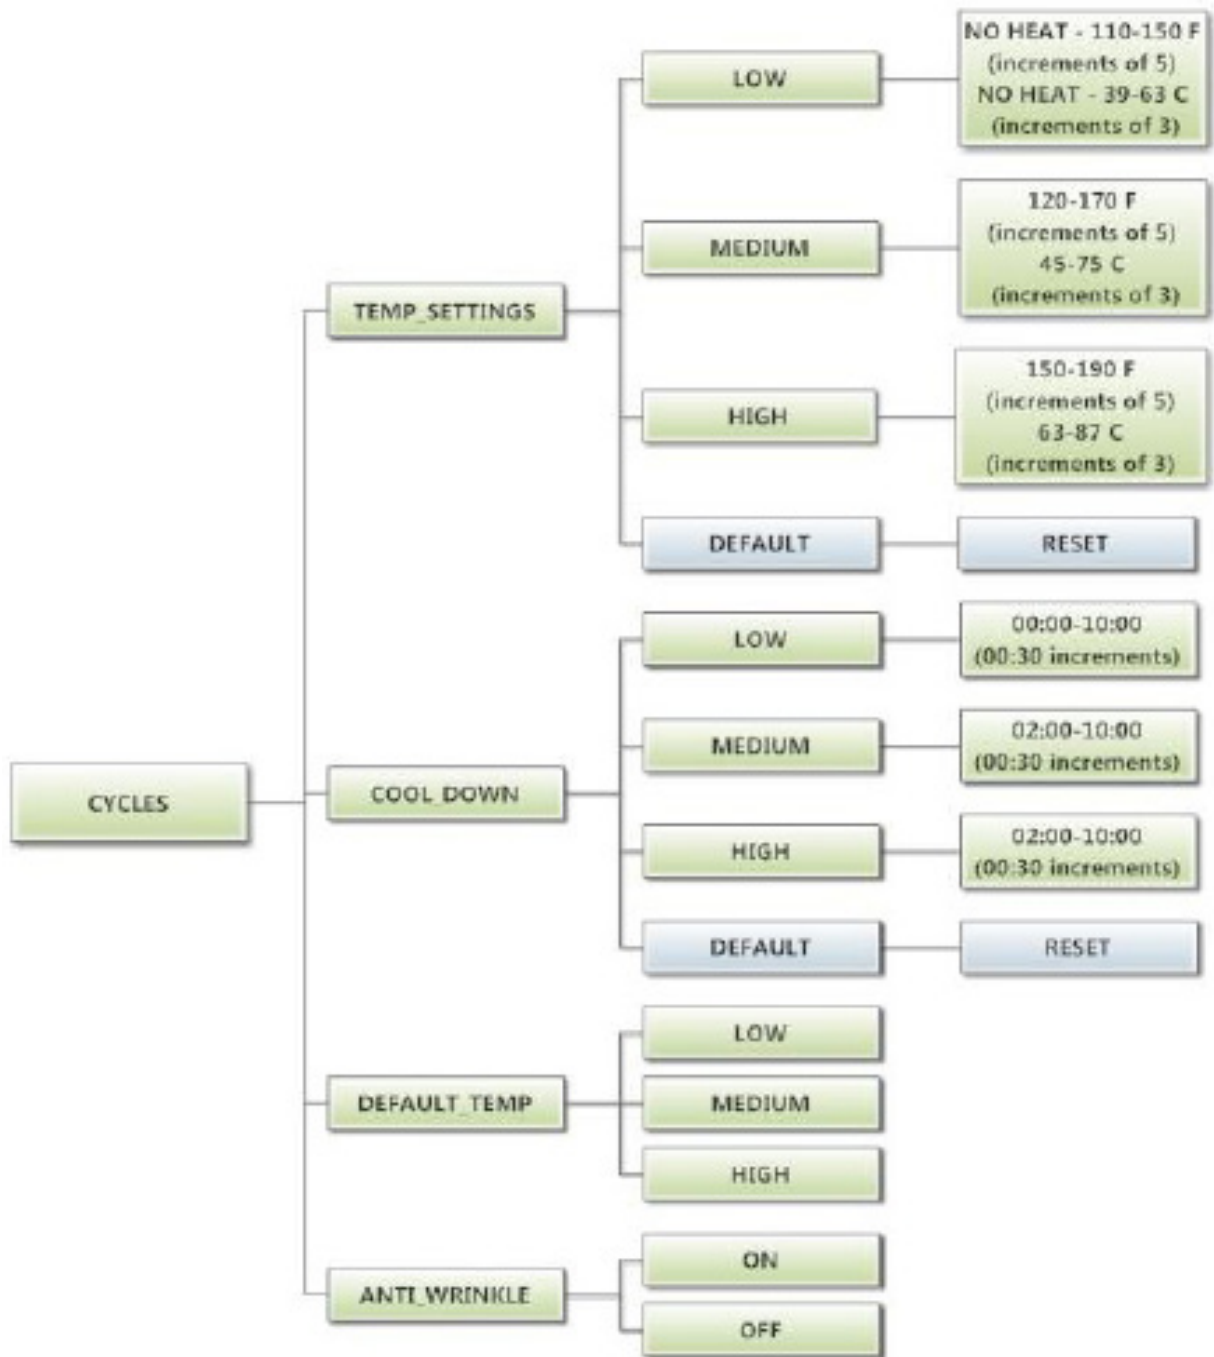 CYCLES
TEMP_SETTINGS
LOW
NO HEAT - 110-150 F
(increments of 5)
NO HEAT - 39-63 C
(increments of 3)
MEDIUM
120-170 F
(increments of 5)
45-75 C
(increments of 3)
HIGH
150-190 F
(increments of 5)
63-87 C
(increments of 3)
DEFAULT
RESET
COOL_DOWN
LOW
00:00-10:00
(00:30 increments)
MEDIUM
02:00-10:00
(00:30 increments)
HIGH
02:00-10:00
(00:30 increments)
DEFAULT
RESET
DEFAULT_TEMP
LOW
MEDIUM
HIGH
ANTI_WRINKLE
ON
OFF